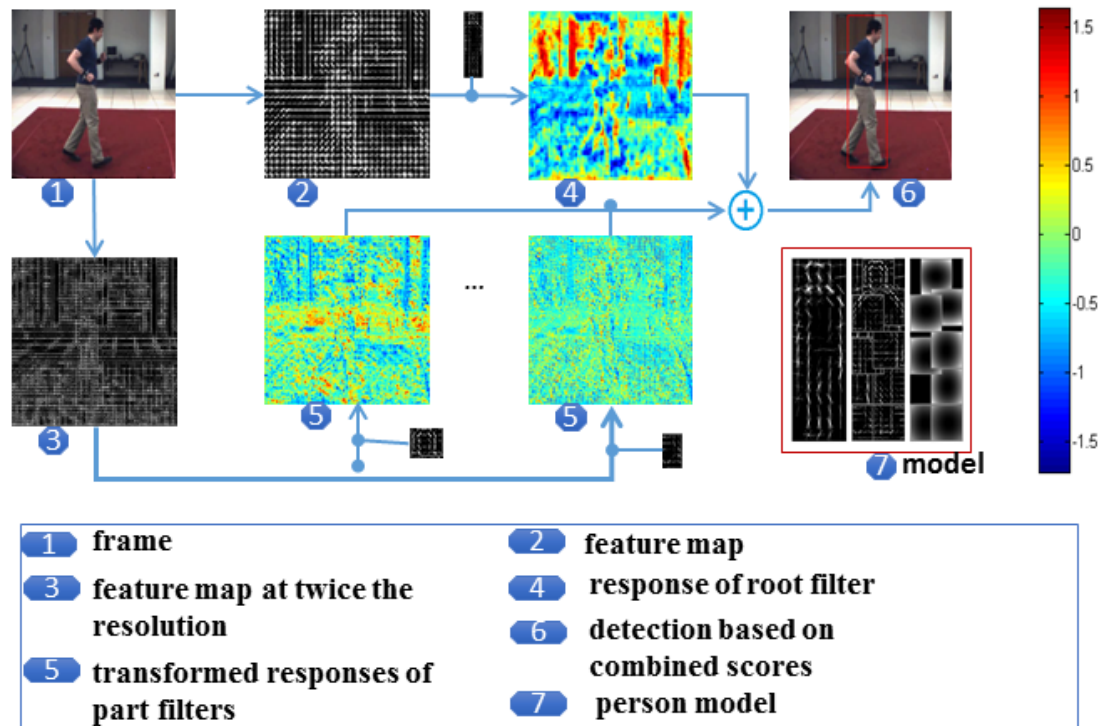 1.5
1
0.5
0
-0.5
-1
-1.5
1
2
4
6
+
...
3
5
5
7 model
1 frame
2 feature map
3 feature map at twice the
resolution
4 response of root filter
5 transformed responses of
part filters
6 detection based on
combined scores
7 person model